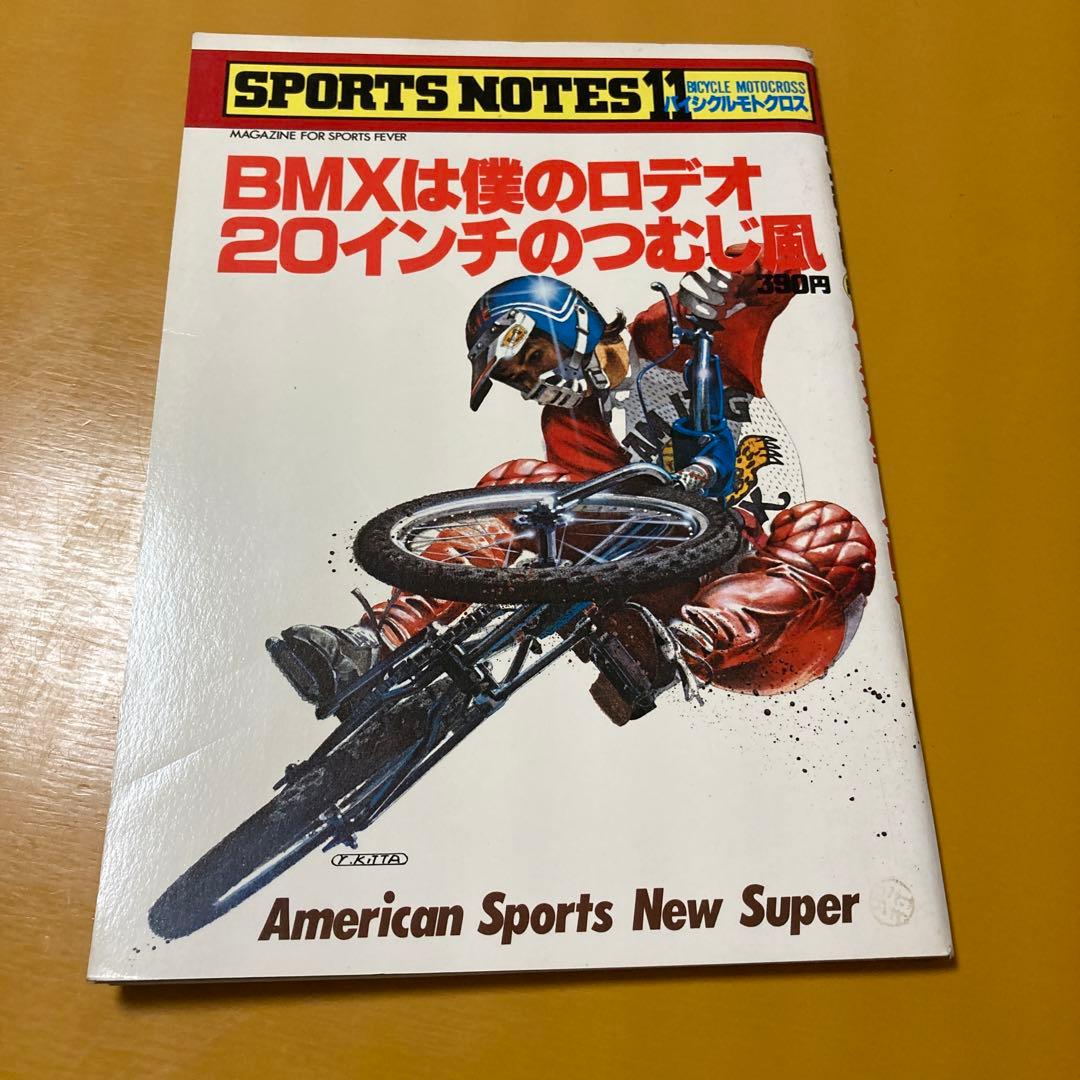 SPORTS NOTES 11
BICYCLE MOTOCROSS
バイシクルモトクロス
MAGAZINE FOR SPORTS FEVER
BMXは僕のロデオ
20インチのつむじ風
390円
Y.KITTA
American Sports New Super